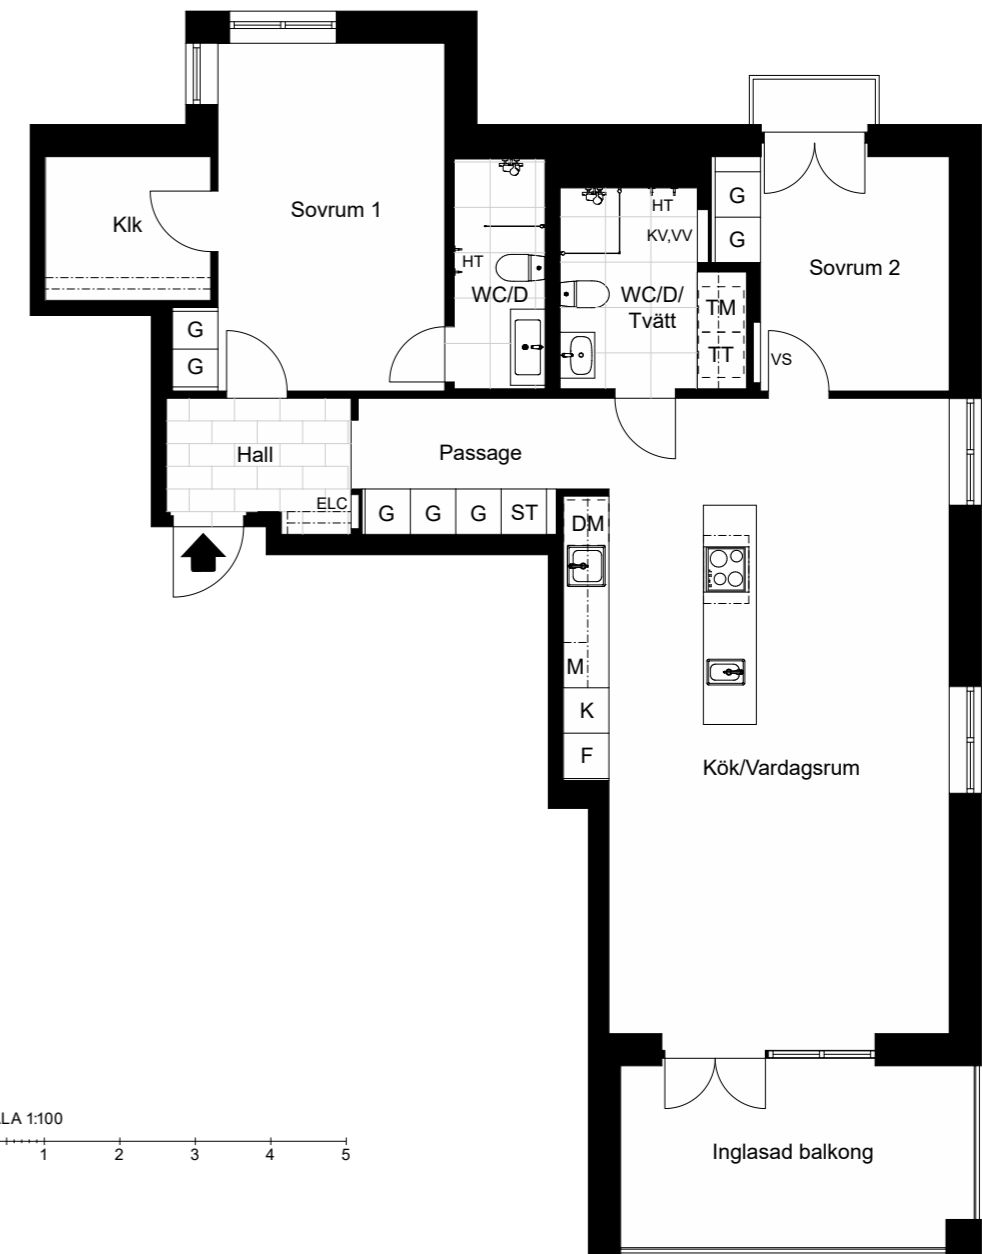 Klk
Sovrum 1
G
G
HT
WC/D
HT
KV,VV
WC/D/
Tvätt
TM
TT
G
G
Sovrum 2
VS
Hall
ELC
Passage
G
G
G
ST
DM
M
K
F
Kök/Vardagsrum
LA 1:100
1
2
3
4
5
Inglasad balkong